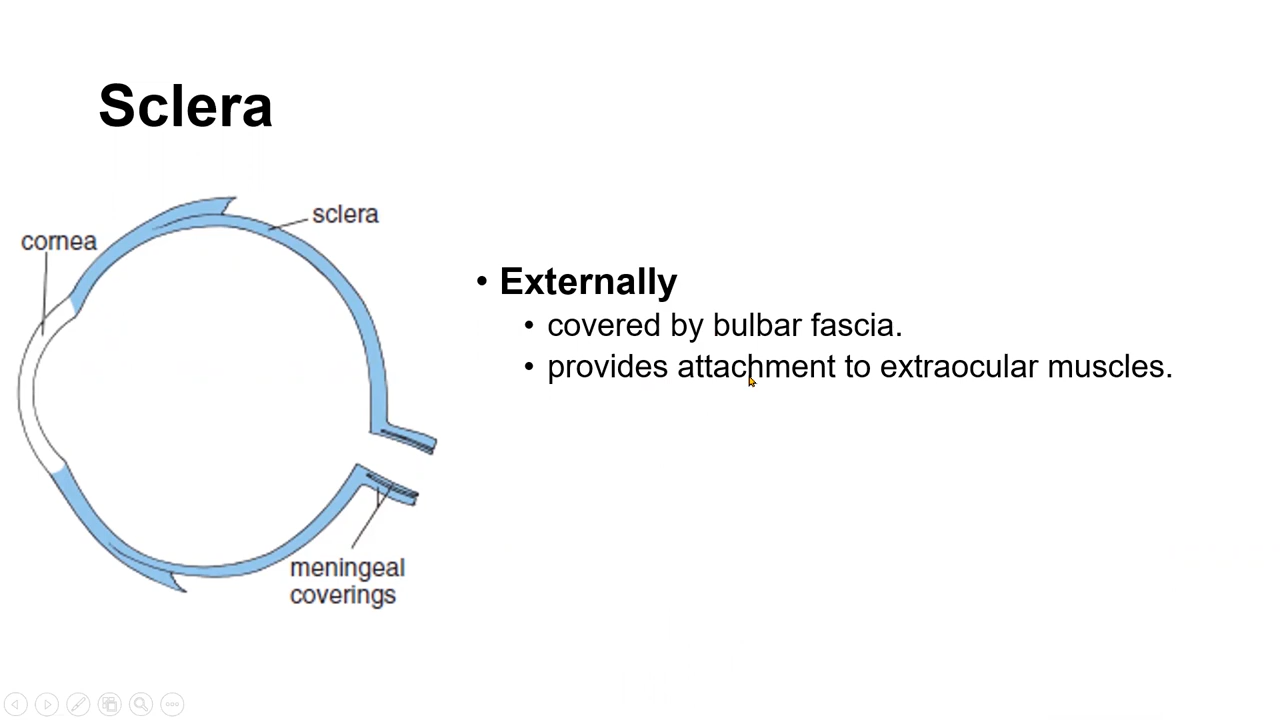 Sclera
sclera
cornea
• Externally
• covered by bulbar fascia.
• provides attachment to extraocular muscles.
meningeal
coverings